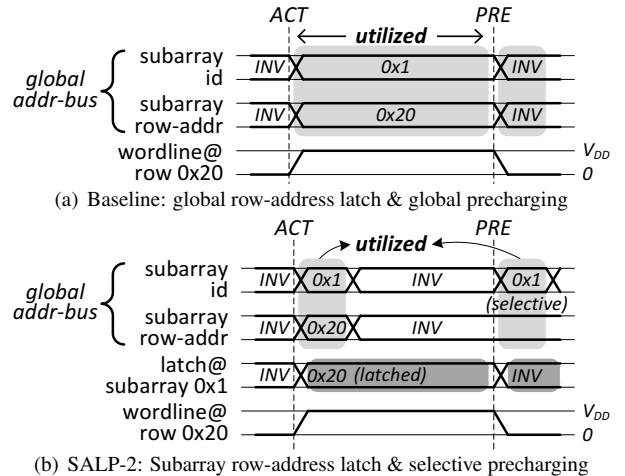 ACT PRE
utilized
global addr-bus
subarray id INV 0x1 INV
subarray row-addr INV 0x20 INV
wordline@ row 0x20 VDD 0
(a) Baseline: global row-address latch & global precharging
ACT PRE
utilized
global addr-bus
subarray id INV 0x1 INV 0x1
(selective)
subarray row-addr INV 0x20 INV
latch@ subarray 0x1 INV 0x20 (latched) INV
wordline@ row 0x20 VDD 0
(b) SALP-2: Subarray row-address latch & selective precharging